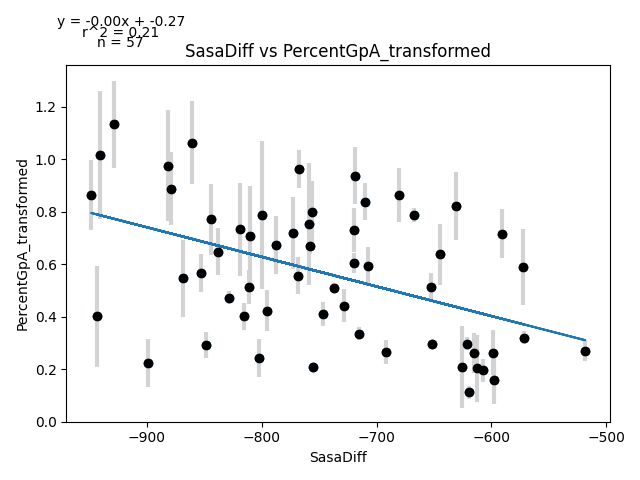 y = -0.00x + -0.27
r^2 = 0.21
n = 57
SasaDiff vs PercentGpA_transformed
PercentGpA_transformed
1.2
1.0
0.8
0.6
0.4
0.2
0.0
−900
−800
−700
−600
−500
SasaDiff